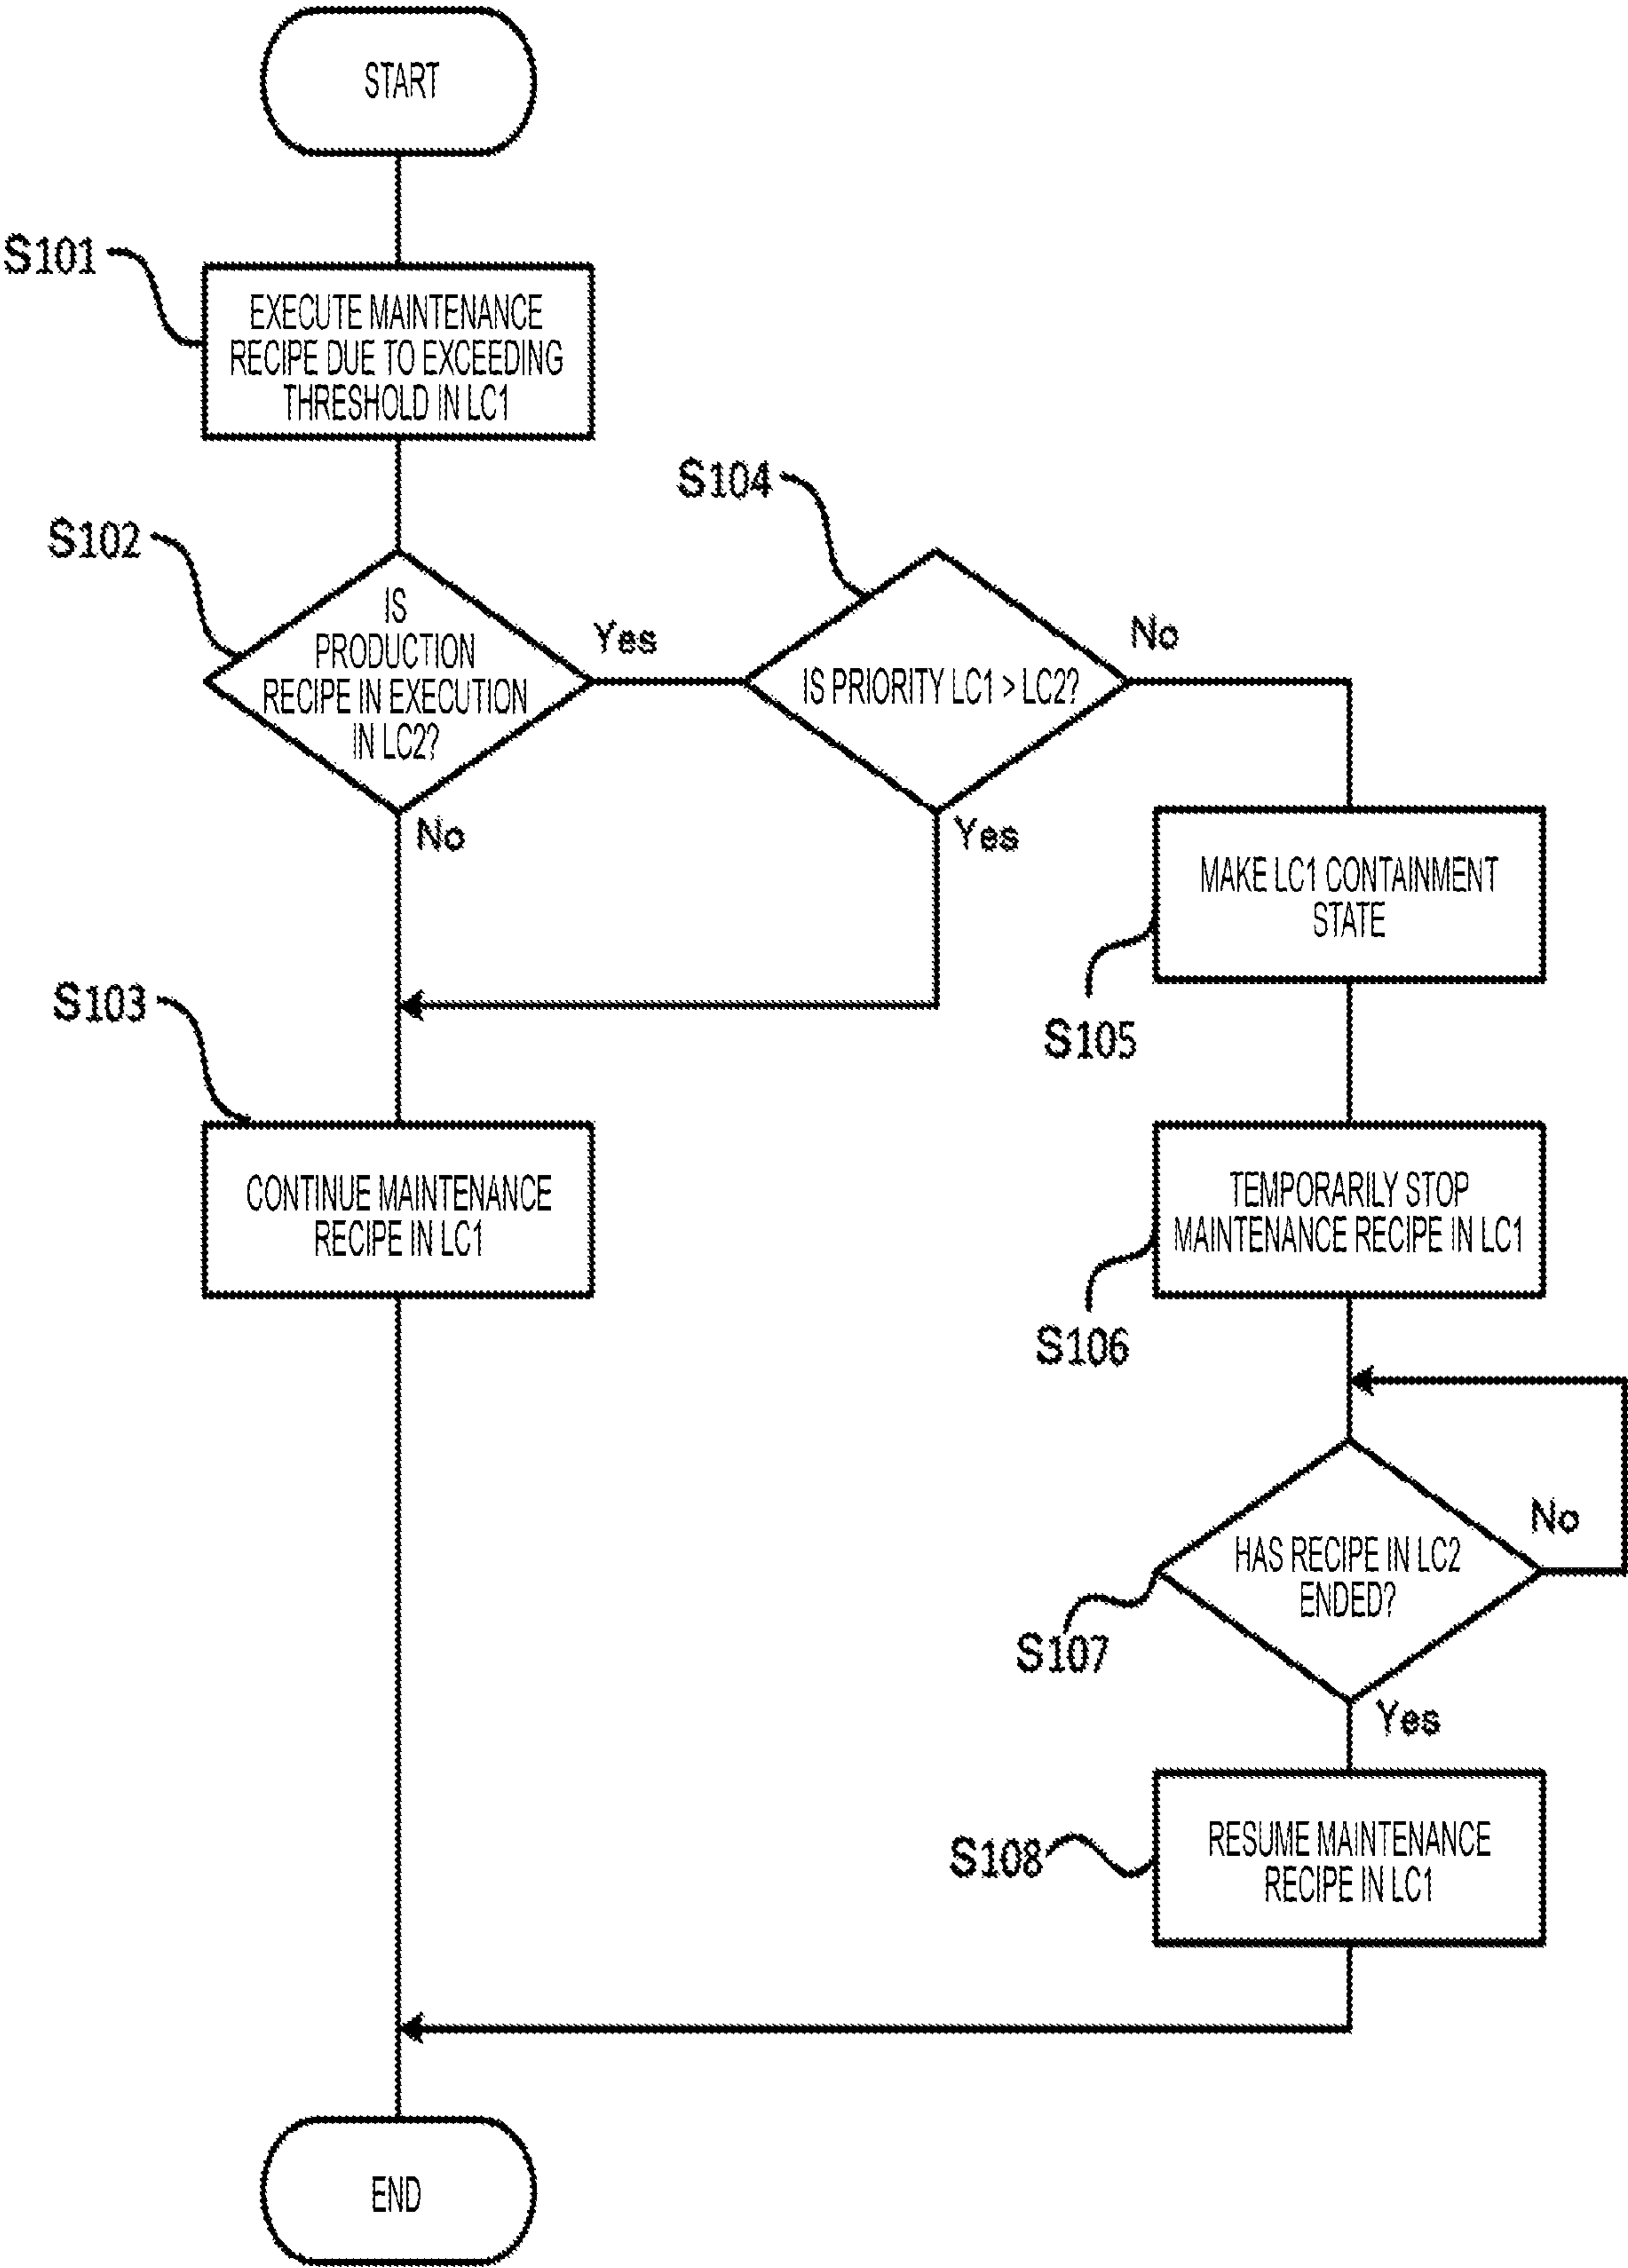 START
S101
EXECUTE MAINTENANCE
RECIPE DUE TO EXCEEDING
THRESHOLD IN LC1
S102
IS
PRODUCTION
RECIPE IN EXECUTION
IN LC2?
Yes
No
S104
IS PRIORITY LC1 > LC2?
No
Yes
S103
CONTINUE MAINTENANCE
RECIPE IN LC1
MAKE LC1 CONTAINMENT
STATE
S105
TEMPORARILY STOP
MAINTENANCE RECIPE IN LC1
S106
HAS RECIPE IN LC2
ENDED?
No
S107
Yes
RESUME MAINTENANCE
RECIPE IN LC1
S108
END